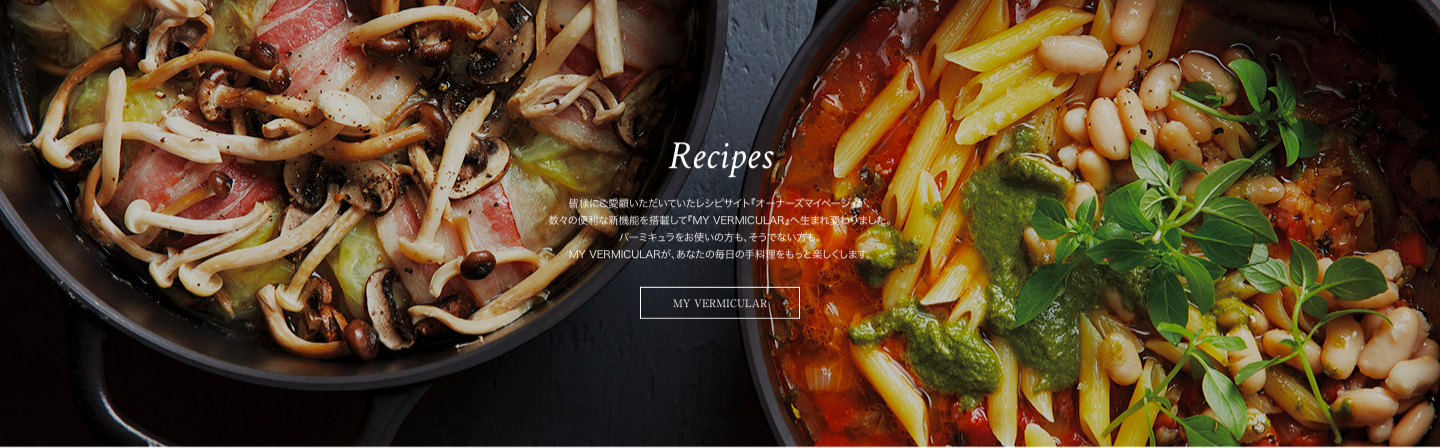 Recipes
皆様にご愛顧いただいていたレシピサイト『オーナーズマイページ』が、
数々の便利な新機能を搭載して『MY VERMICULAR』へ生まれ変わりました。
バーミキュラをお使いの方も、そうでない方も。
MY VERMICULARが、あなたの毎日の手料理をもっと楽しくします。
MY VERMICULAR